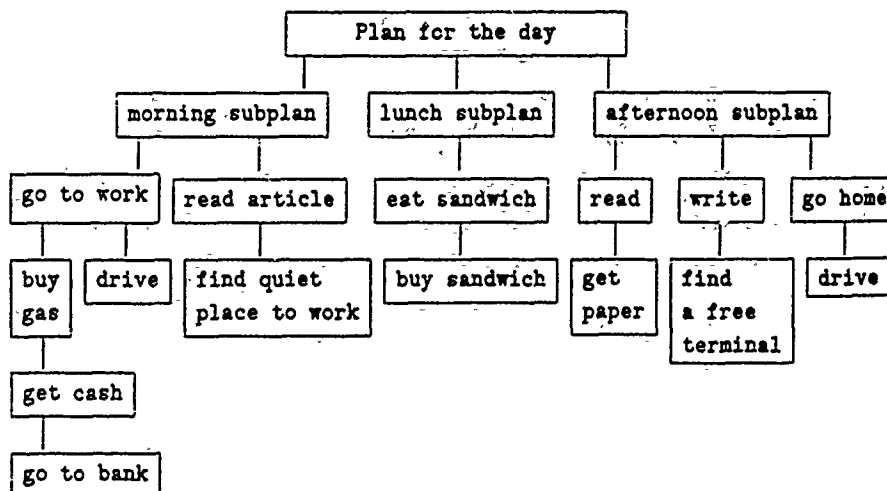 Plan for the day
morning subplan
lunch subplan
afternoon subplan
go to work
read article
eat sandwich
read
write
go home
buy
gas
drive
find quiet
place to work
buy sandwich
get
paper
find
a free
terminal
drive
get cash
go to bank